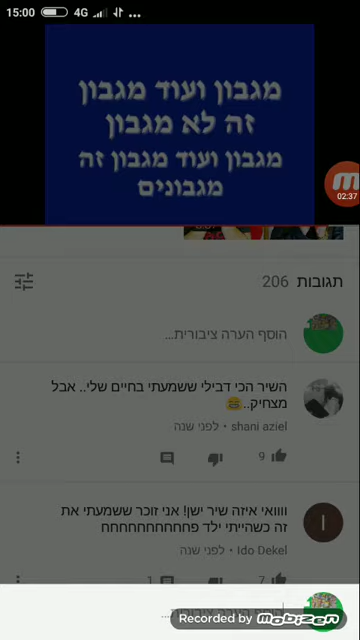 15:00 4G ...
מגבון ועוד מגבון
זה לא מגבון
מגבון ועוד מגבון זה
מגבונים
02:37
תגובות 206
הוסף הערה ציבורית...
השיר הכי דבילי ששמעתי בחיים שלי.. אבל
מצחיק..😂
shani aziel • לפני שנה
9
וווואי איזה שיר ישן! אני זוכר ששמעתי את
זה כשהייתי ילד פחחחחחחחחחח
Ido Dekel • לפני שנה
1 7
Recorded by mobizen